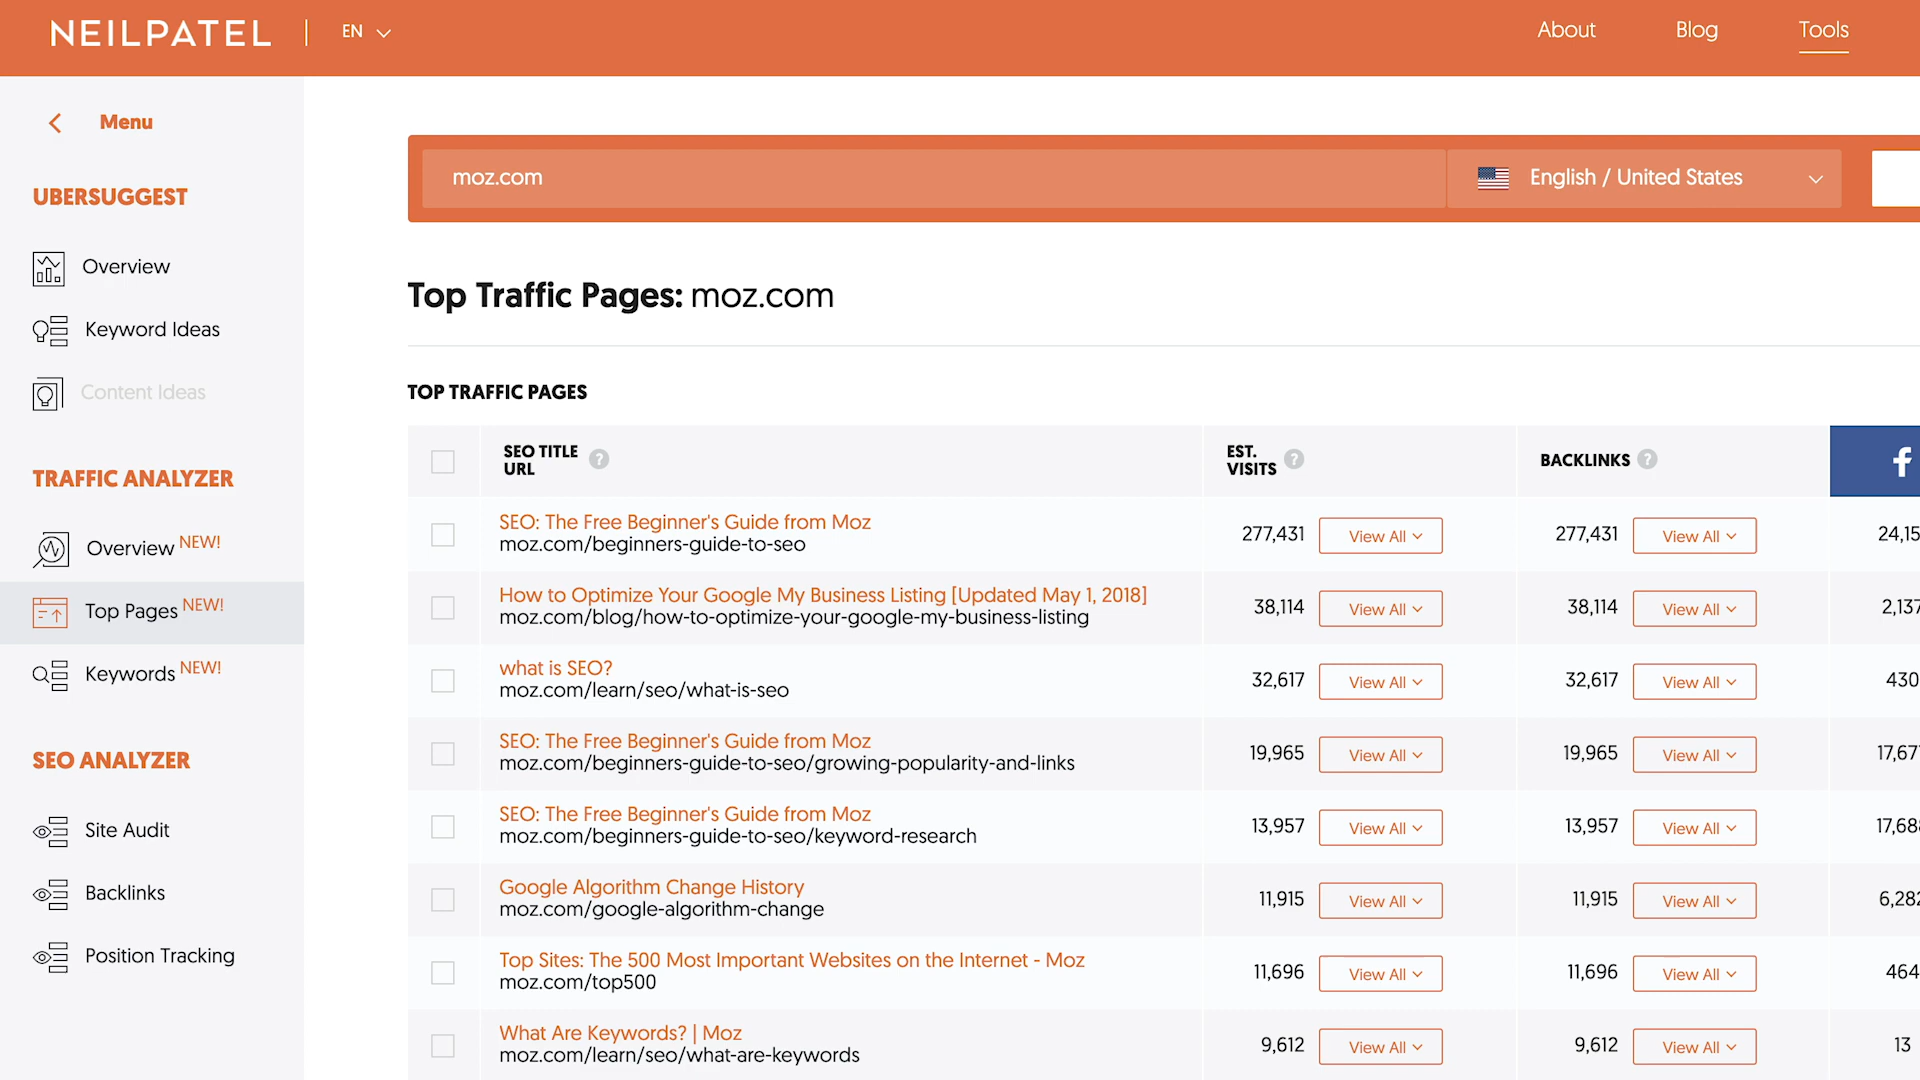 NEILPATEL
EN
About
Blog
Tools
Menu
UBERSUGGEST
Overview
Keyword Ideas
Content Ideas
TRAFFIC ANALYZER
Overview NEW!
Top Pages NEW!
Keywords NEW!
SEO ANALYZER
Site Audit
Backlinks
Position Tracking
moz.com
English / United States
Top Traffic Pages: moz.com
TOP TRAFFIC PAGES
SEO TITLE
URL
?
EST.
VISITS
?
BACKLINKS ?
f
SEO: The Free Beginner's Guide from Moz
moz.com/beginners-guide-to-seo
277,431 View All 277,431 View All 24,15
How to Optimize Your Google My Business Listing [Updated May 1, 2018]
moz.com/blog/how-to-optimize-your-google-my-business-listing
38,114 View All 38,114 View All 2,137
what is SEO?
moz.com/learn/seo/what-is-seo
32,617 View All 32,617 View All 430
SEO: The Free Beginner's Guide from Moz
moz.com/beginners-guide-to-seo/growing-popularity-and-links
19,965 View All 19,965 View All 17,677
SEO: The Free Beginner's Guide from Moz
moz.com/beginners-guide-to-seo/keyword-research
13,957 View All 13,957 View All 17,688
Google Algorithm Change History
moz.com/google-algorithm-change
11,915 View All 11,915 View All 6,282
Top Sites: The 500 Most Important Websites on the Internet - Moz
moz.com/top500
11,696 View All 11,696 View All 464
What Are Keywords? | Moz
moz.com/learn/seo/what-are-keywords
9,612 View All 9,612 View All 13